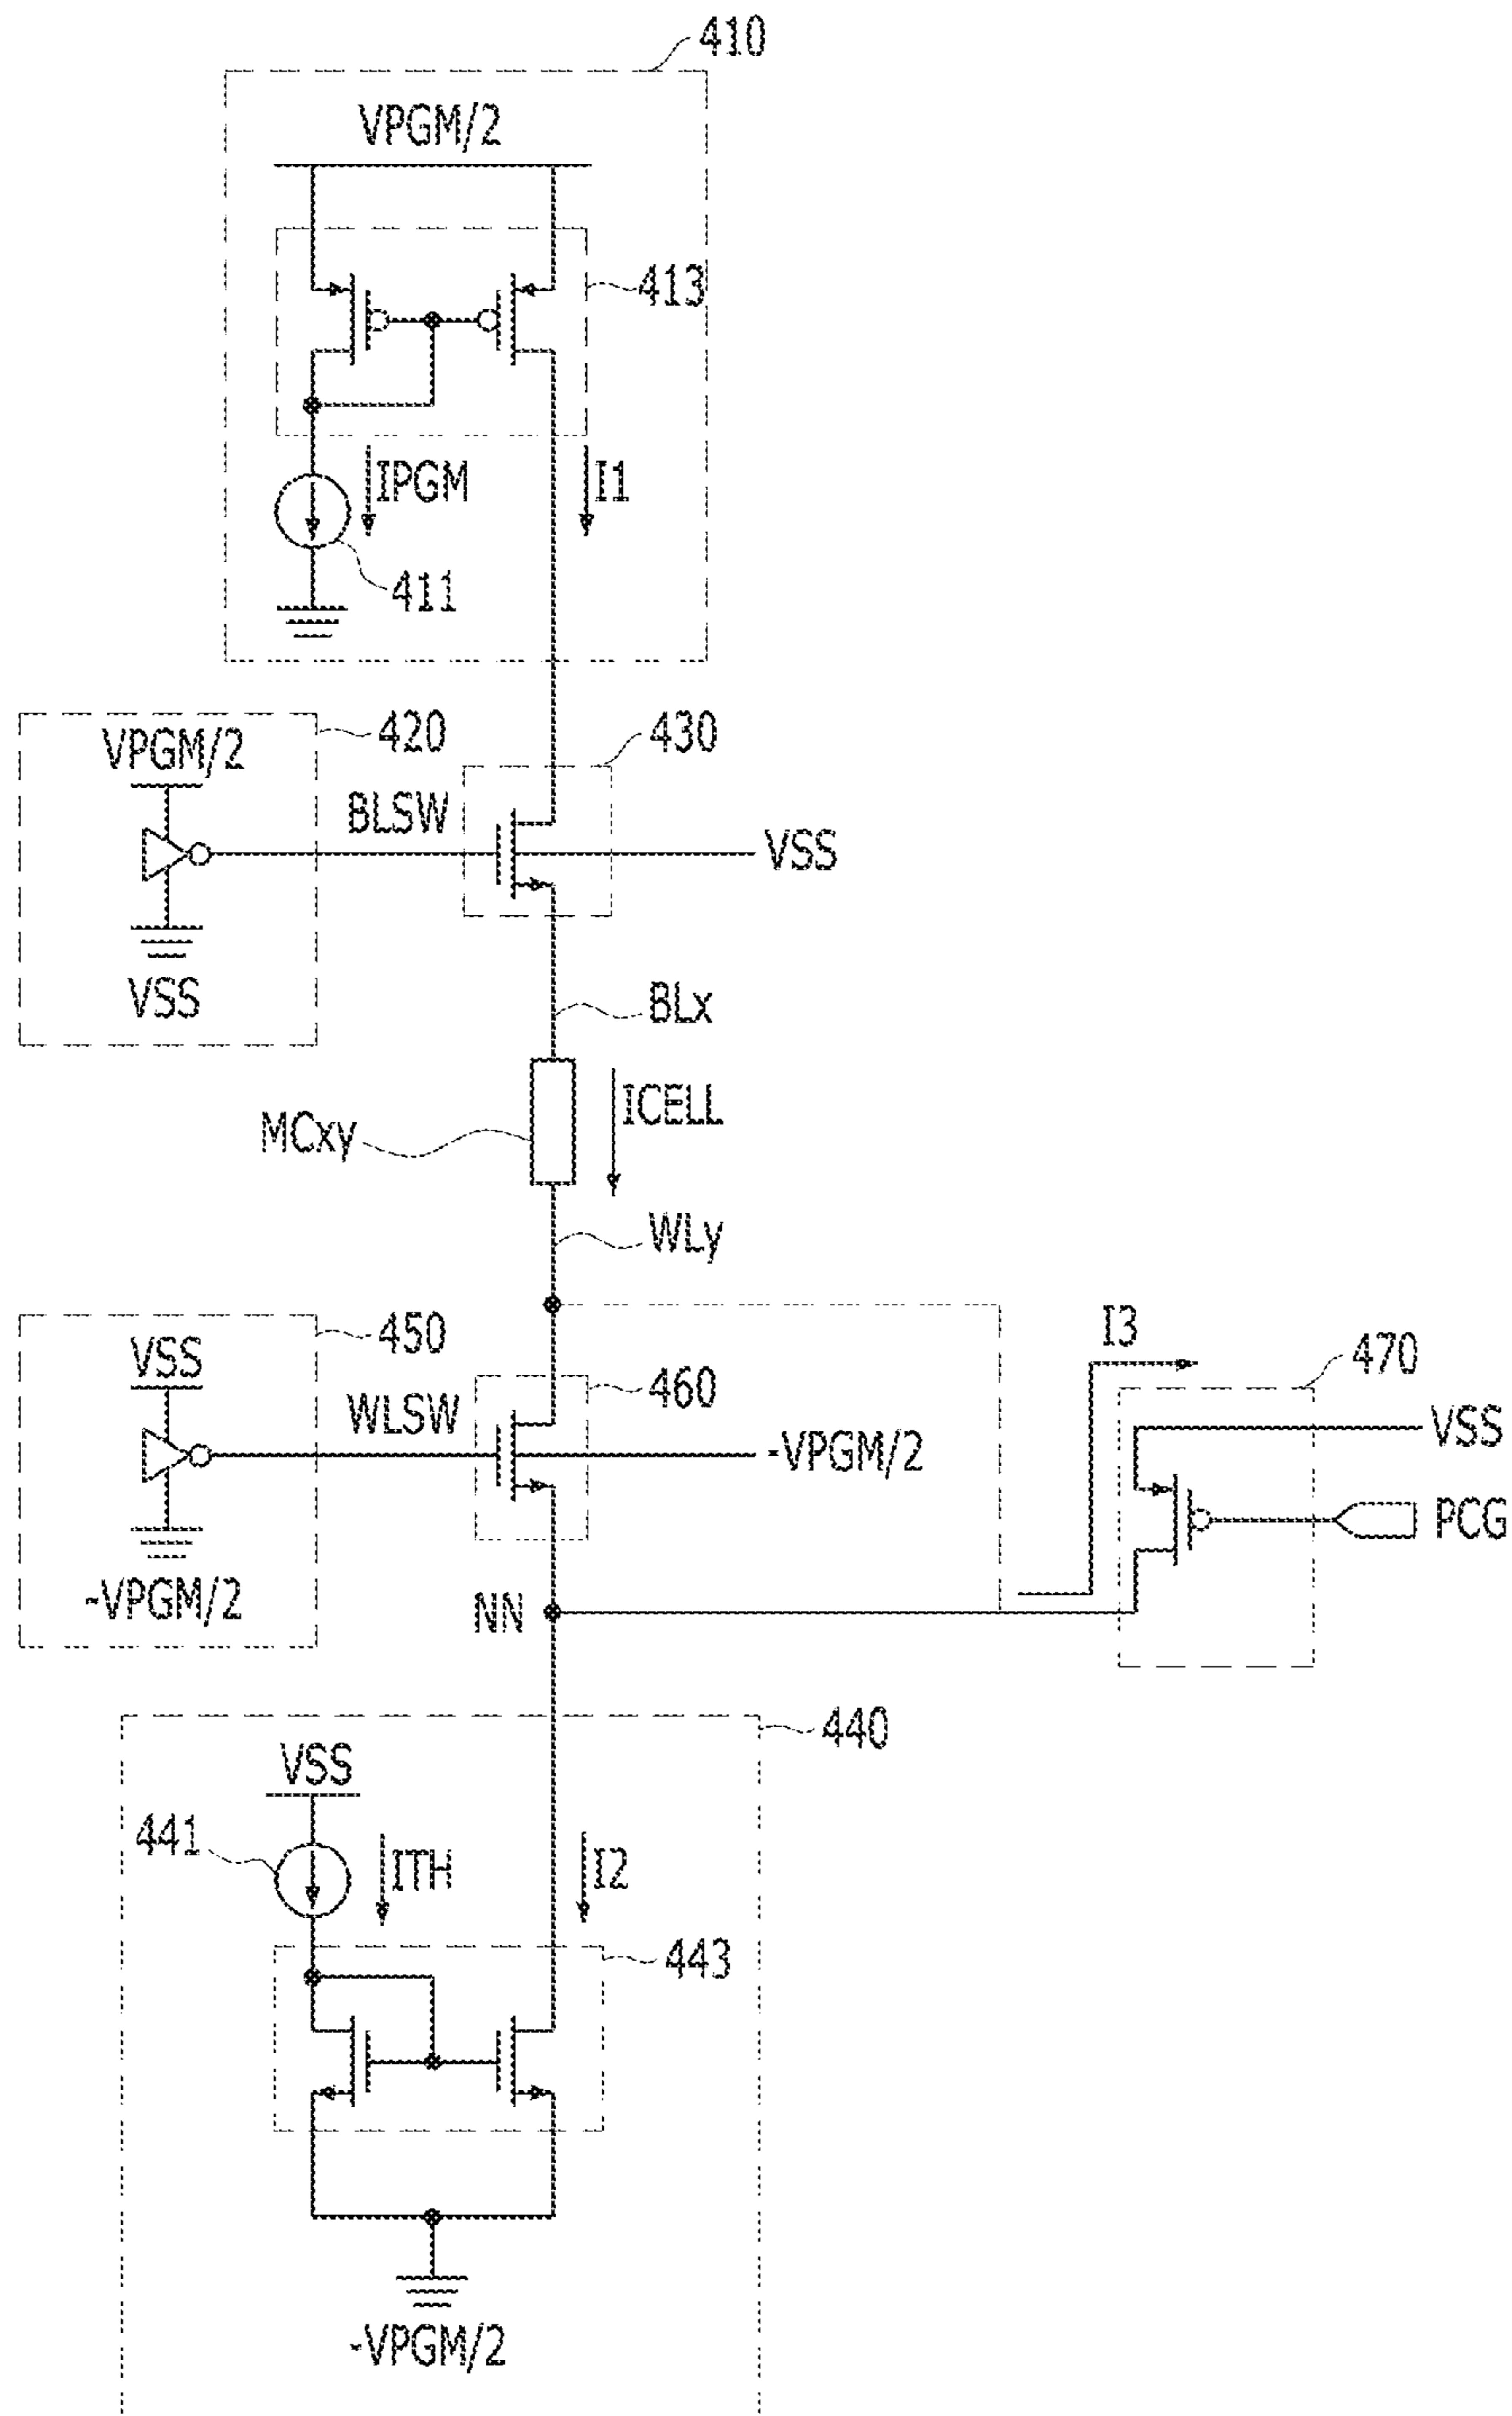 410
VPGM/2
413
IPGM
I1
411
420
VPGM/2
430
BLSW
VSS
VSS
BLx
MCxy
ICELL
WLy
450
VSS
I3
470
460
WLSW
-VPGM/2
VSS
PCG
-VPGM/2
NN
440
VSS
441
ITH
I2
443
-VPGM/2